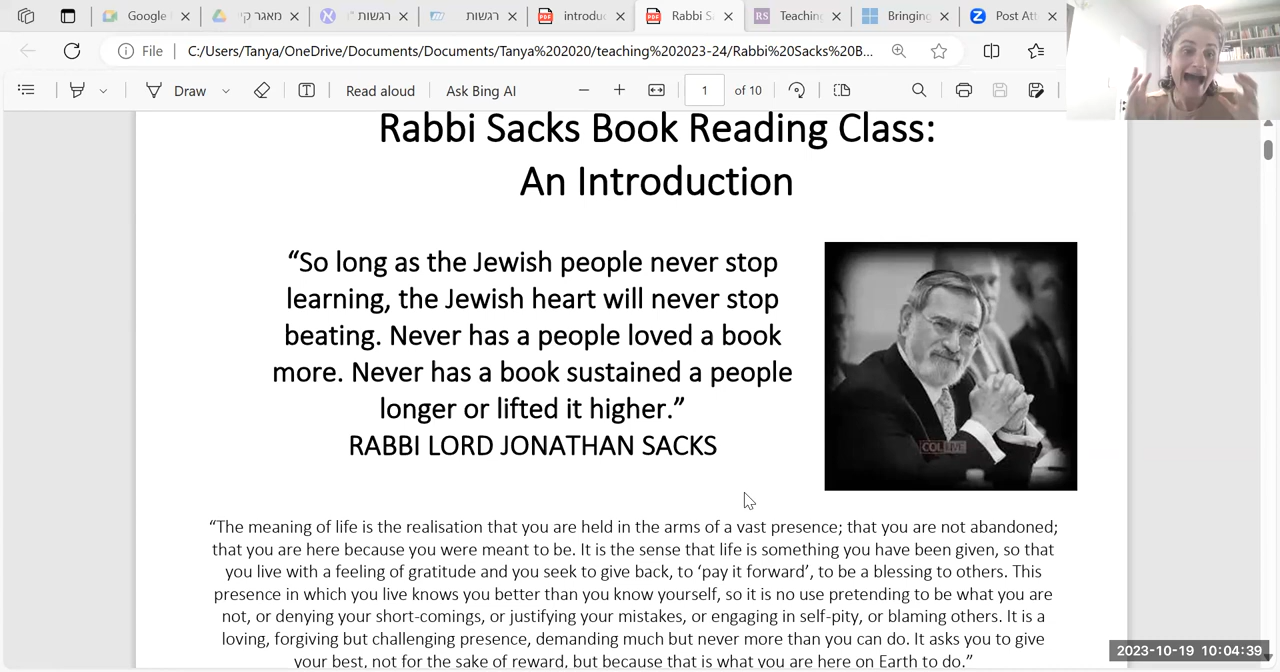 Google
מאגר קי
רגשות "י
רגשות
introduc
Rabbi S
Teaching
Bringing
Post Att
File
C:/Users/Tanya/OneDrive/Documents/Documents/Tanya%202020/teaching%202023-24/Rabbi%20Sacks%20B...
Draw
Read aloud
Ask Bing AI
1
of 10
Rabbi Sacks Book Reading Class:
An Introduction
“So long as the Jewish people never stop
learning, the Jewish heart will never stop
beating. Never has a people loved a book
more. Never has a book sustained a people
longer or lifted it higher.”
RABBI LORD JONATHAN SACKS
COLLIVE
“The meaning of life is the realisation that you are held in the arms of a vast presence; that you are not abandoned;
that you are here because you were meant to be. It is the sense that life is something you have been given, so that
you live with a feeling of gratitude and you seek to give back, to ‘pay it forward’, to be a blessing to others. This
presence in which you live knows you better than you know yourself, so it is no use pretending to be what you are
not, or denying your short-comings, or justifying your mistakes, or engaging in self-pity, or blaming others. It is a
loving, forgiving but challenging presence, demanding much but never more than you can do. It asks you to give
your best, not for the sake of reward, but because that is what you are here on Earth to do.”
2023-10-19 10:04:39